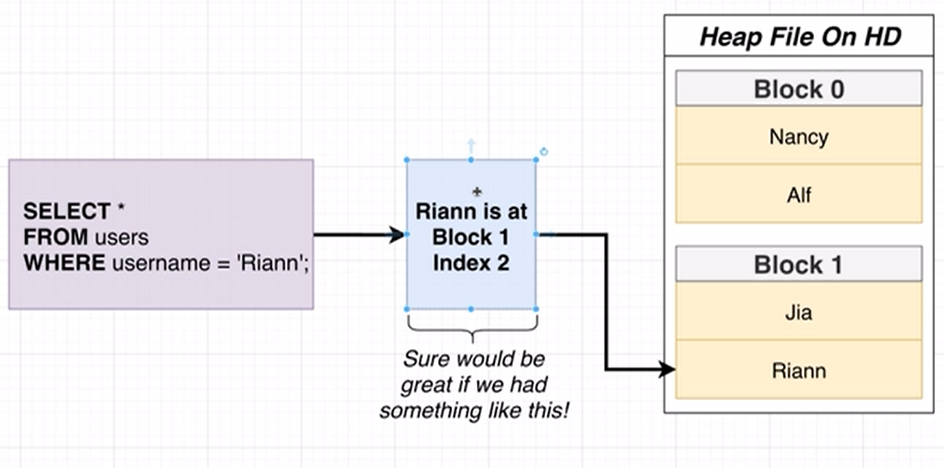 SELECT *
FROM users
WHERE username = 'Riann';
Riann is at
Block 1
Index 2
Sure would be
great if we had
something like this!
Heap File On HD
Block 0
Nancy
Alf
Block 1
Jia
Riann